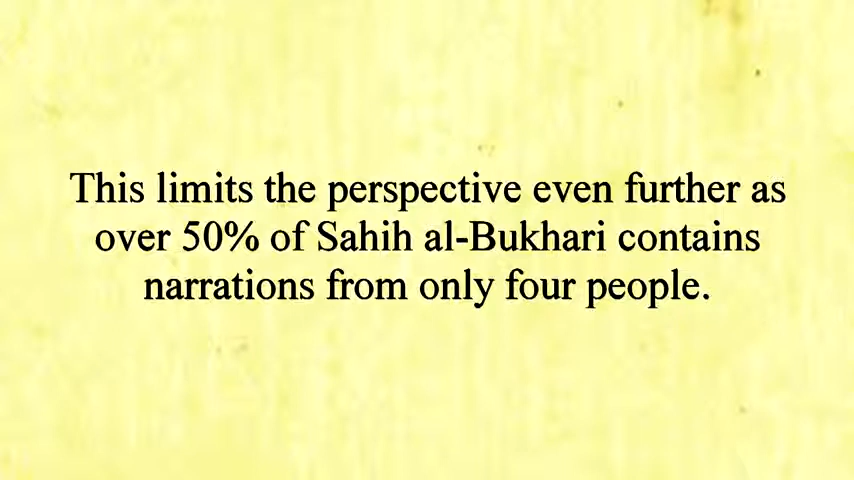 This limits the perspective even further as
over 50% of Sahih al-Bukhari contains
narrations from only four people.